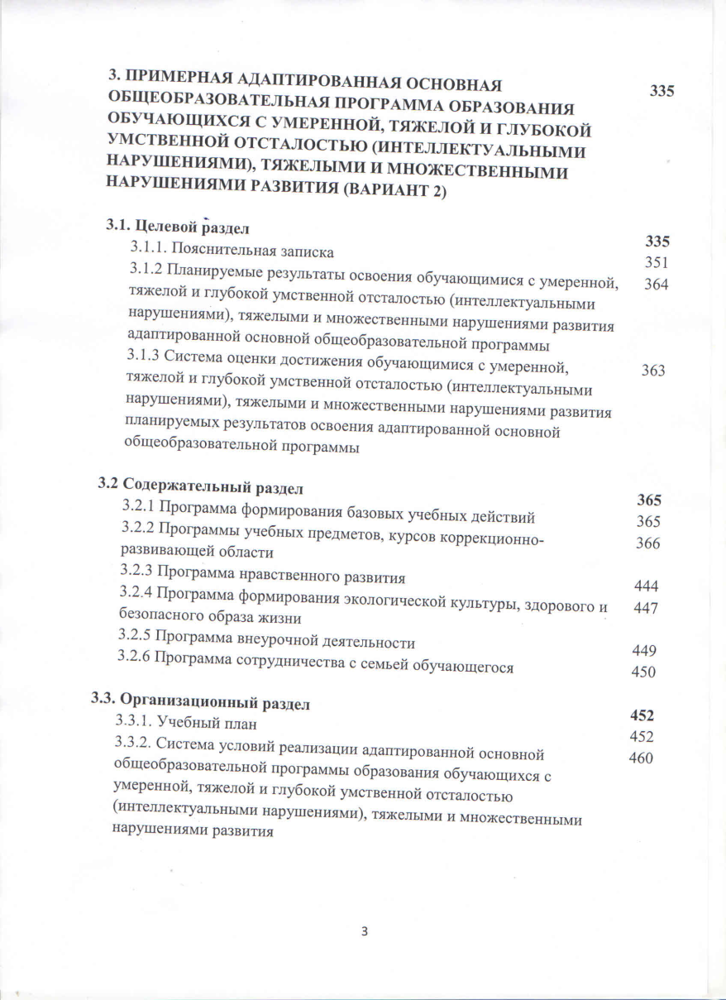 3. ПРИМЕРНАЯ АДАПТИРОВАННАЯ ОСНОВНАЯ 335
ОБЩЕОБРАЗОВАТЕЛЬНАЯ ПРОГРАММА ОБРАЗОВАНИЯ
ОБУЧАЮЩИХСЯ С УМЕРЕННОЙ, ТЯЖЕЛОЙ И ГЛУБОКОЙ
УМСТВЕННОЙ ОТСТАЛОСТЬЮ (ИНТЕЛЛЕКТУАЛЬНЫМИ
НАРУШЕНИЯМИ), ТЯЖЕЛЫМИ И МНОЖЕСТВЕННЫМИ
НАРУШЕНИЯМИ РАЗВИТИЯ (ВАРИАНТ 2)
3.1. Целевой раздел 335
3.1.1. Пояснительная записка 351
3.1.2 Планируемые результаты освоения обучающимися с умеренной, 364
тяжелой и глубокой умственной отсталостью (интеллектуальными
нарушениями), тяжелыми и множественными нарушениями развития
адаптированной основной общеобразовательной программы
3.1.3 Система оценки достижения обучающимися с умеренной, 363
тяжелой и глубокой умственной отсталостью (интеллектуальными
нарушениями), тяжелыми и множественными нарушениями развития
планируемых результатов освоения адаптированной основной
общеобразовательной программы
3.2 Содержательный раздел 365
3.2.1 Программа формирования базовых учебных действий 365
3.2.2 Программы учебных предметов, курсов коррекционно- 366
развивающей области
3.2.3 Программа нравственного развития 444
3.2.4 Программа формирования экологической культуры, здорового и 447
безопасного образа жизни
3.2.5 Программа внеурочной деятельности 449
3.2.6 Программа сотрудничества с семьей обучающегося 450
3.3. Организационный раздел 452
3.3.1. Учебный план 452
3.3.2. Система условий реализации адаптированной основной 460
общеобразовательной программы образования обучающихся с
умеренной, тяжелой и глубокой умственной отсталостью
(интеллектуальными нарушениями), тяжелыми и множественными
нарушениями развития
3